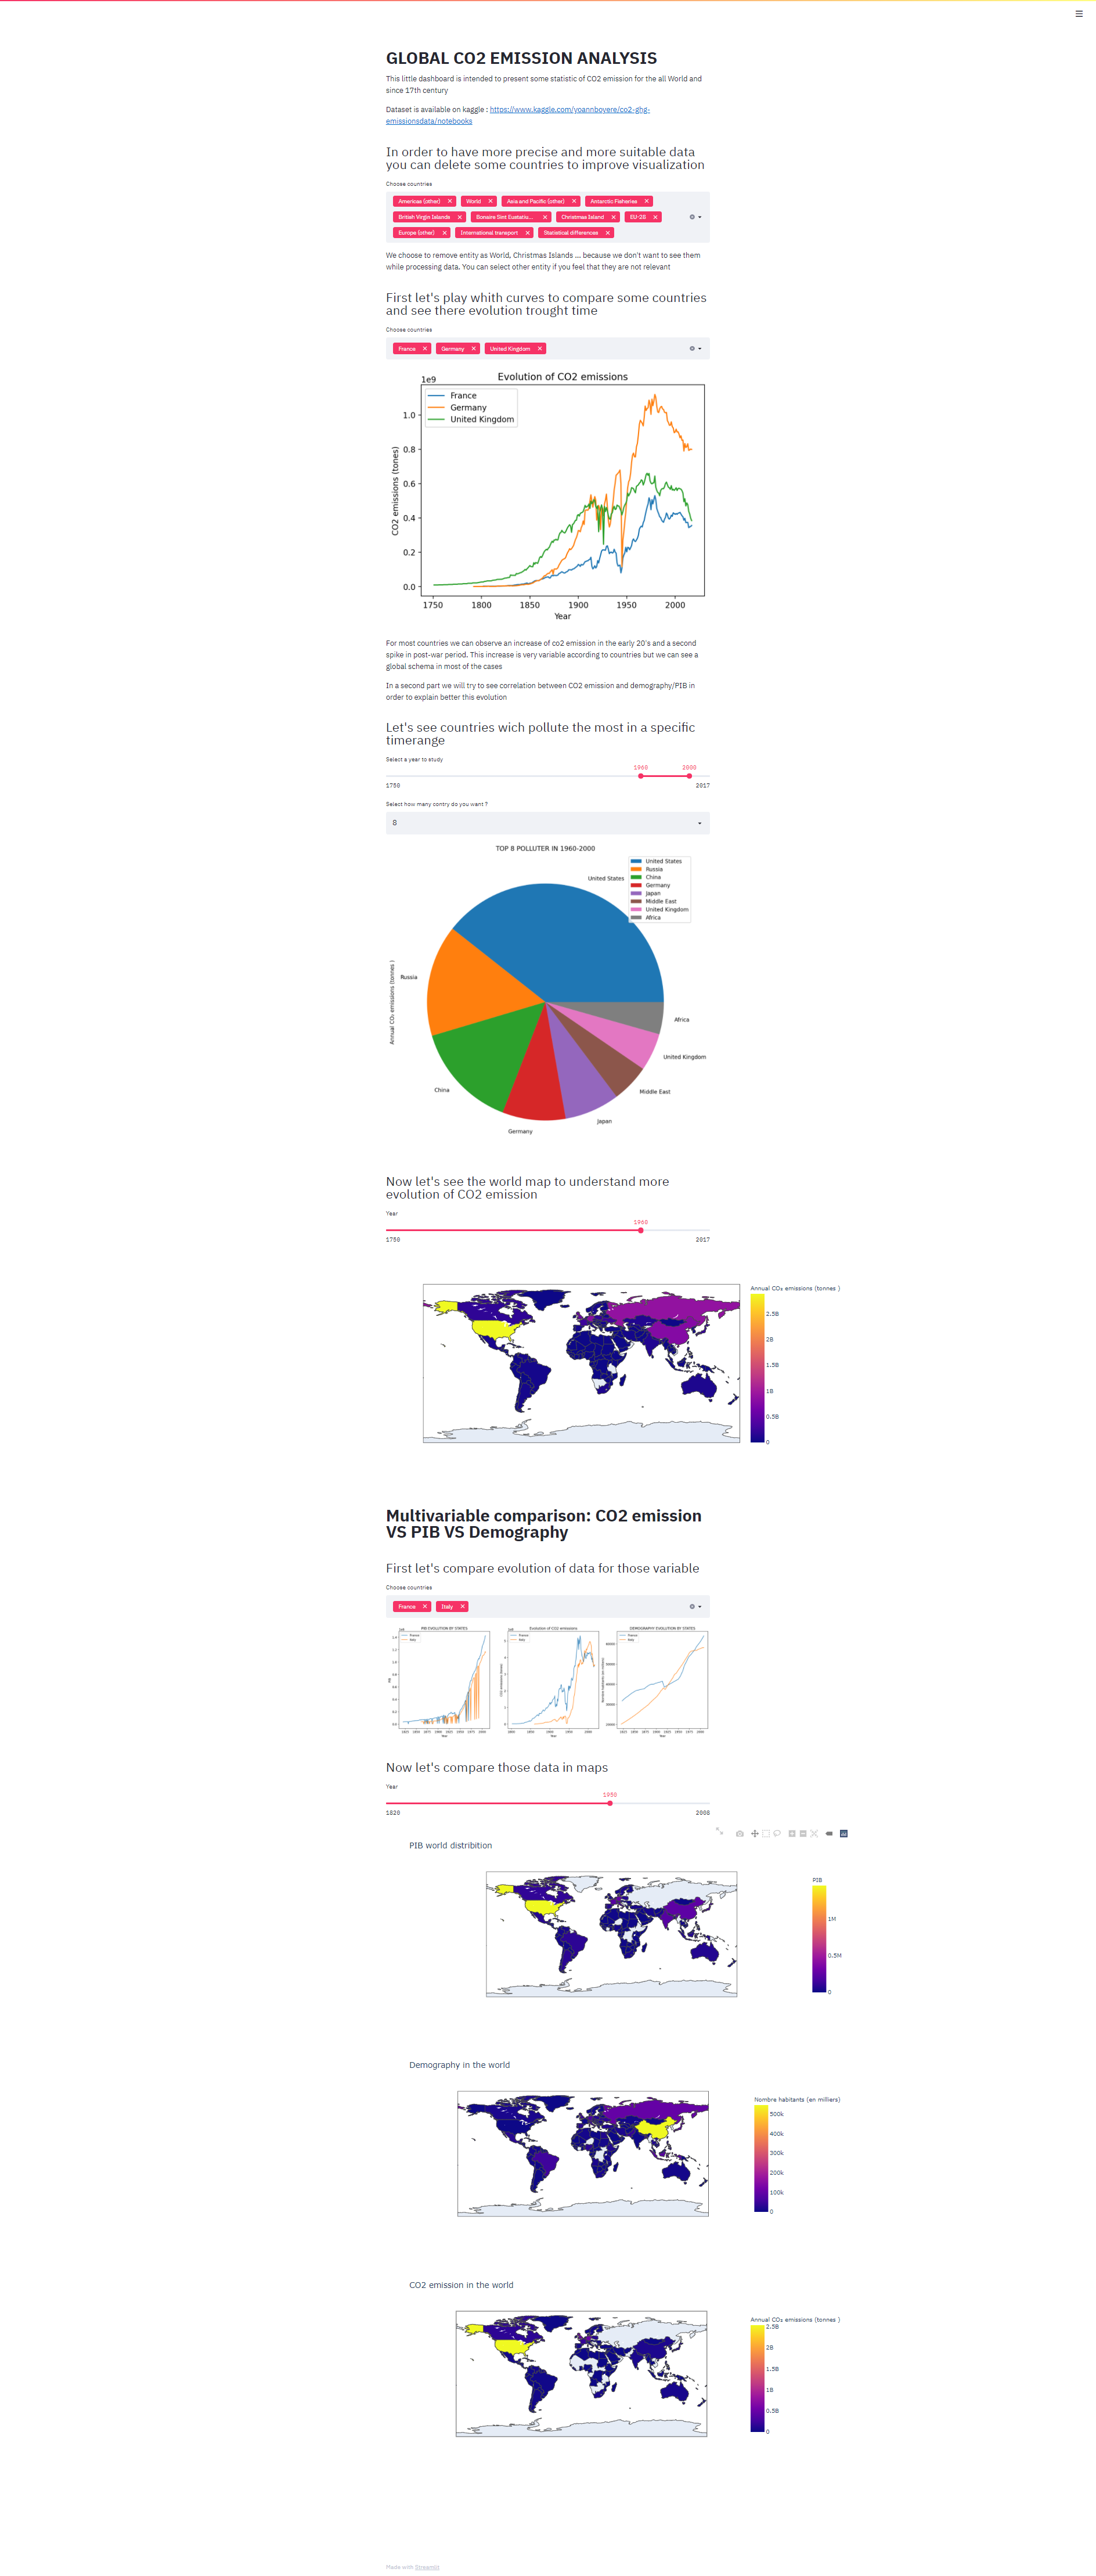 GLOBAL CO2 EMISSION ANALYSIS
This little dashboard is intended to present some statistic of CO2 emission for the all World and
since 17th century
Dataset is available on kaggle : https://www.kaggle.com/yoannboyere/co2-ghg-
emissionsdata/notebooks
In order to have more precise and more suitable data
you can delete some countries to improve visualization
Choose countries
Americas (other) World Asia and Pacific (other) Antarctic Fisheries
British Virgin Islands Bonaire Sint Eustatiu... Christmas Island EU-28
Europe (other) International transport Statistical differences
We choose to remove entity as World, Christmas Islands ... because we don't want to see them
while processing data. You can select other entity if you feel that they are not relevant
First let's play whith curves to compare some countries
and see there evolution trought time
Choose countries
France Germany United Kingdom
Evolution of CO2 emissions
1e9
France
Germany
United Kingdom
1.0
0.8
0.6
0.4
0.2
0.0
CO2 emissions (tones)
1750 1800 1850 1900 1950 2000
Year
For most countries we can observe an increase of co2 emission in the early 20's and a second
spike in post-war period. This increase is very variable according to countries but we can see a
global schema in most of the cases
In a second part we will try to see correlation between CO2 emission and demography/PIB in
order to explain better this evolution
Let's see countries wich pollute the most in a specific
timerange
Select a year to study
1960 2000
1750 2017
Select how many contry do you want ?
8
TOP 8 POLLUTER IN 1960-2000
United States
Russia
China
Germany
Japan
Middle East
United Kingdom
Africa
United States
Russia
China
Germany
Japan
Middle East
United Kingdom
Africa
Annual CO₂ emissions (tonnes )
Now let's see the world map to understand more
evolution of CO2 emission
Year
1960
1750 2017
Annual CO₂ emissions (tonnes )
2.5B
2B
1.5B
1B
0.5B
0
Multivariable comparison: CO2 emission
VS PIB VS Demography
First let's compare evolution of data for those variable
Choose countries
France Italy
PIB EVOLUTION BY STATES
France
Italy
PIB
Year
Evolution of CO2 emissions
France
Italy
CO2 emissions (tones)
Year
DEMOGRAPHY EVOLUTION BY STATES
France
Italy
Year
Now let's compare those data in maps
Year
1950
1820 2008
PIB world distribition
PIB
1M
0.5M
0
Demography in the world
Nombre habitants (en milliers)
500k
400k
300k
200k
100k
0
CO2 emission in the world
Annual CO₂ emissions (tonnes )
2.5B
2B
1.5B
1B
0.5B
0
Made with Streamlit